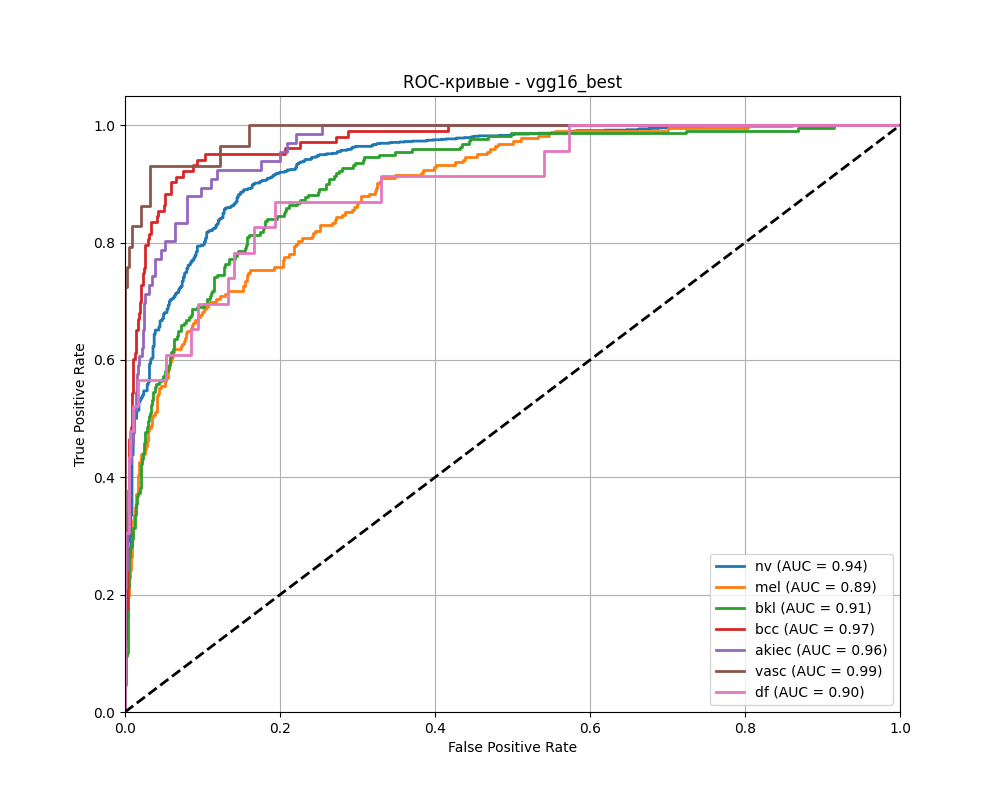 ROC-кривые - vgg16_best
True Positive Rate
1.0
0.8
0.6
0.4
0.2
0.0
0.0 0.2 0.4 0.6 0.8 1.0
False Positive Rate
nv (AUC = 0.94)
mel (AUC = 0.89)
bkl (AUC = 0.91)
bcc (AUC = 0.97)
akiec (AUC = 0.96)
vasc (AUC = 0.99)
df (AUC = 0.90)